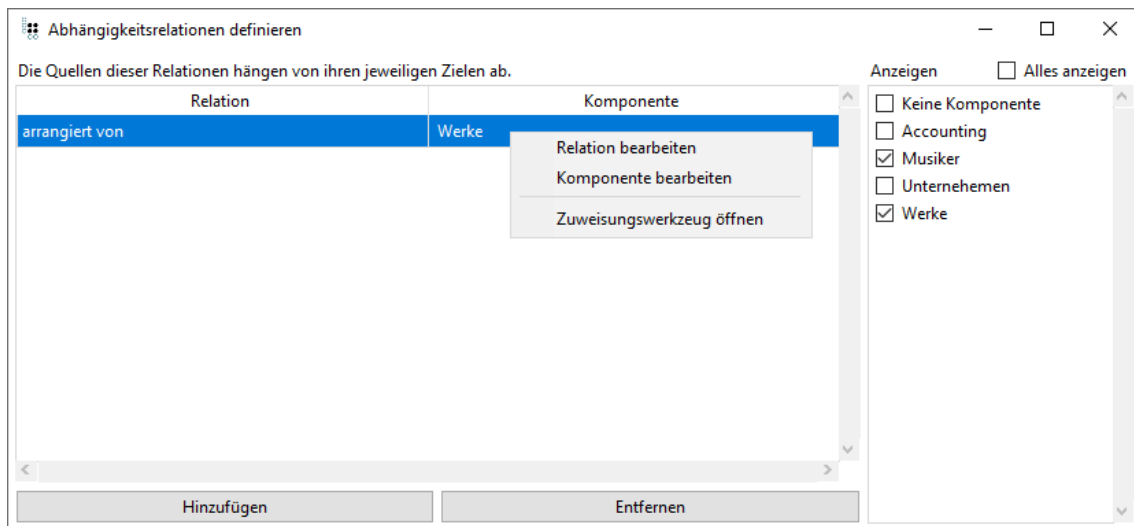 Abhängigkeitsrelationen definieren
Die Quellen dieser Relationen hängen von ihren jeweiligen Zielen ab.
Anzeigen Alles anzeigen
Relation Komponente
Keine Komponente
arrangiert von Werke
Accounting
Relation bearbeiten
Musiker
Komponente bearbeiten
Unternehemen
Zuweisungswerkzeug öffnen
Werke
Hinzufügen Entfernen